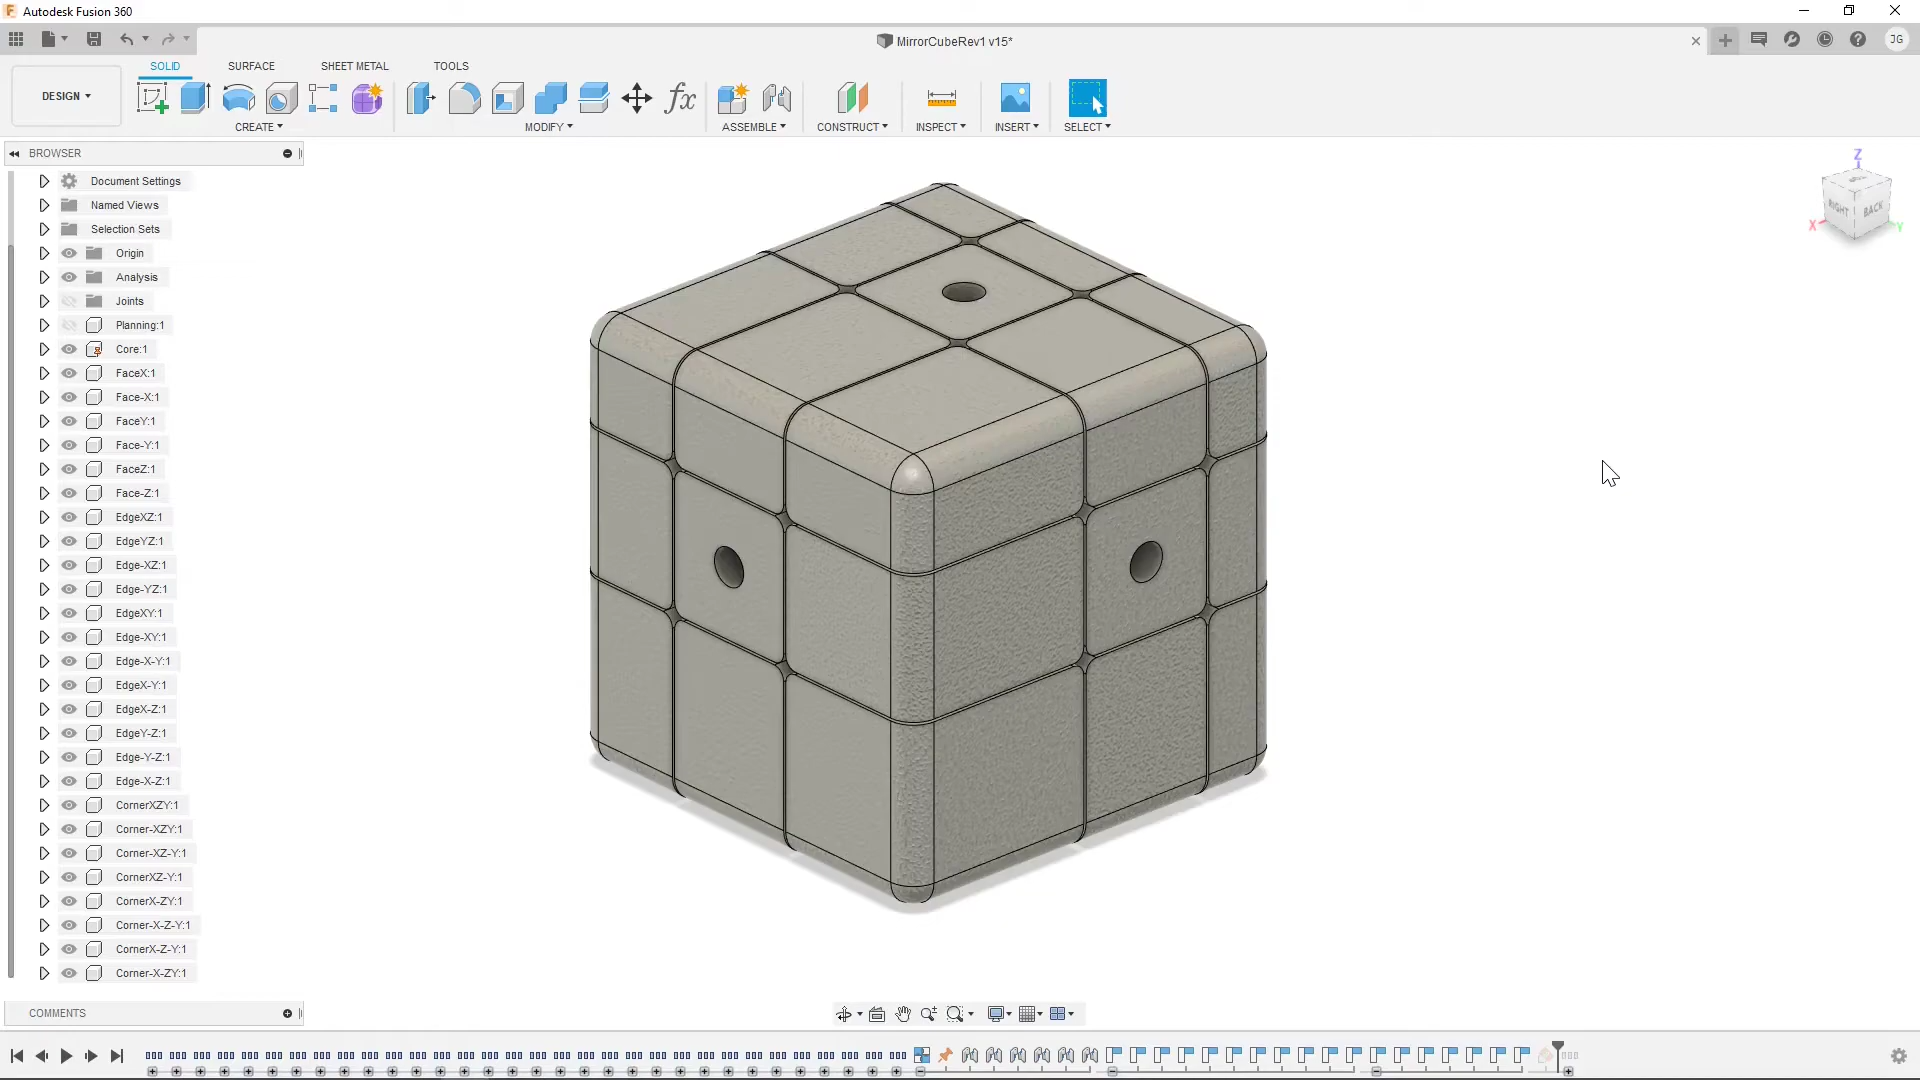 Autodesk Fusion 360
MirrorCubeRev1 v15*
JG
SOLID
SURFACE
SHEET METAL
TOOLS
DESIGN
CREATE
MODIFY
ASSEMBLE
CONSTRUCT
INSPECT
INSERT
SELECT
BROWSER
Document Settings
Named Views
Selection Sets
Origin
Analysis
Joints
Planning:1
Core:1
FaceX:1
Face-X:1
FaceY:1
Face-Y:1
FaceZ:1
Face-Z:1
EdgeXZ:1
EdgeYZ:1
Edge-XZ:1
Edge-YZ:1
EdgeXY:1
Edge-XY:1
Edge-X-Y:1
EdgeX-Y:1
EdgeX-Z:1
EdgeY-Z:1
Edge-Y-Z:1
Edge-X-Z:1
CornerXZY:1
Corner-XZY:1
Corner-XZ-Y:1
CornerXZ-Y:1
CornerX-ZY:1
Corner-X-Z-Y:1
CornerX-Z-Y:1
Corner-X-ZY:1
Z
RIGHT
BACK
X
Y
COMMENTS